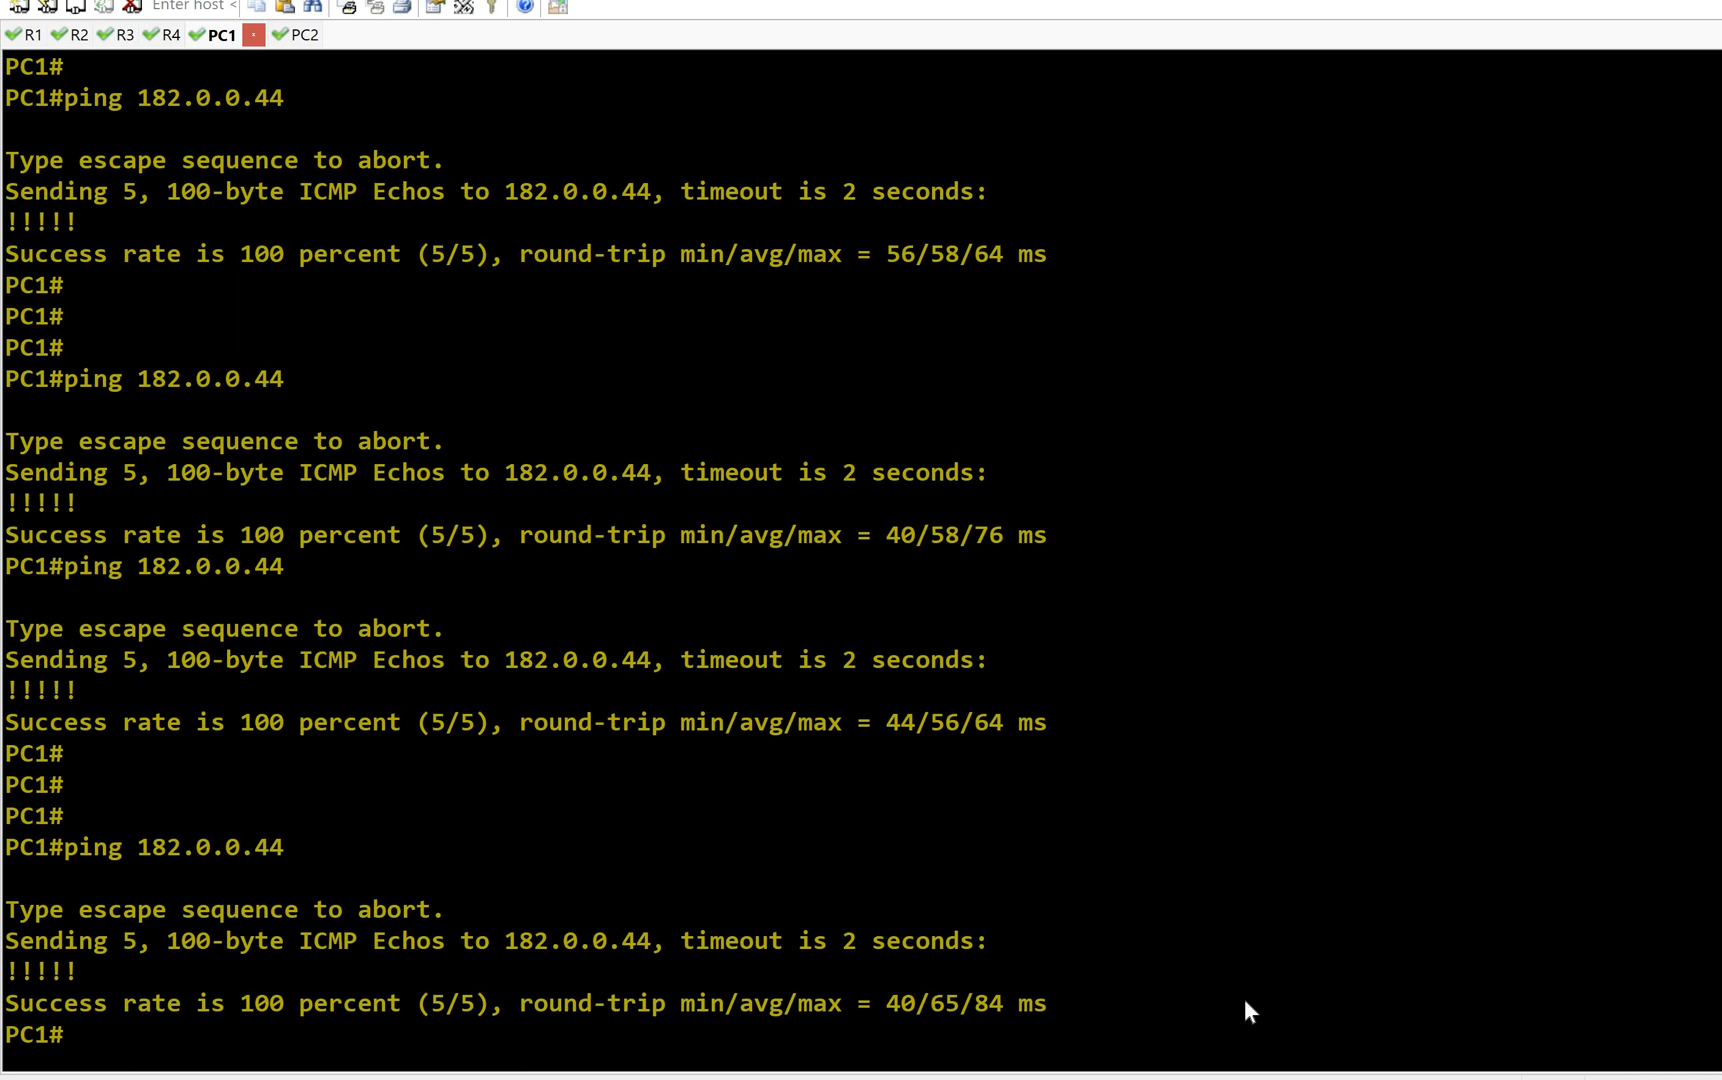 Enter host <
R1 R2 R3 R4 PC1 PC2
PC1#
PC1#ping 182.0.0.44
Type escape sequence to abort.
Sending 5, 100-byte ICMP Echos to 182.0.0.44, timeout is 2 seconds:
!!!!!
Success rate is 100 percent (5/5), round-trip min/avg/max = 56/58/64 ms
PC1#
PC1#
PC1#
PC1#ping 182.0.0.44
Type escape sequence to abort.
Sending 5, 100-byte ICMP Echos to 182.0.0.44, timeout is 2 seconds:
!!!!!
Success rate is 100 percent (5/5), round-trip min/avg/max = 40/58/76 ms
PC1#ping 182.0.0.44
Type escape sequence to abort.
Sending 5, 100-byte ICMP Echos to 182.0.0.44, timeout is 2 seconds:
!!!!!
Success rate is 100 percent (5/5), round-trip min/avg/max = 44/56/64 ms
PC1#
PC1#
PC1#
PC1#ping 182.0.0.44
Type escape sequence to abort.
Sending 5, 100-byte ICMP Echos to 182.0.0.44, timeout is 2 seconds:
!!!!!
Success rate is 100 percent (5/5), round-trip min/avg/max = 40/65/84 ms
PC1#